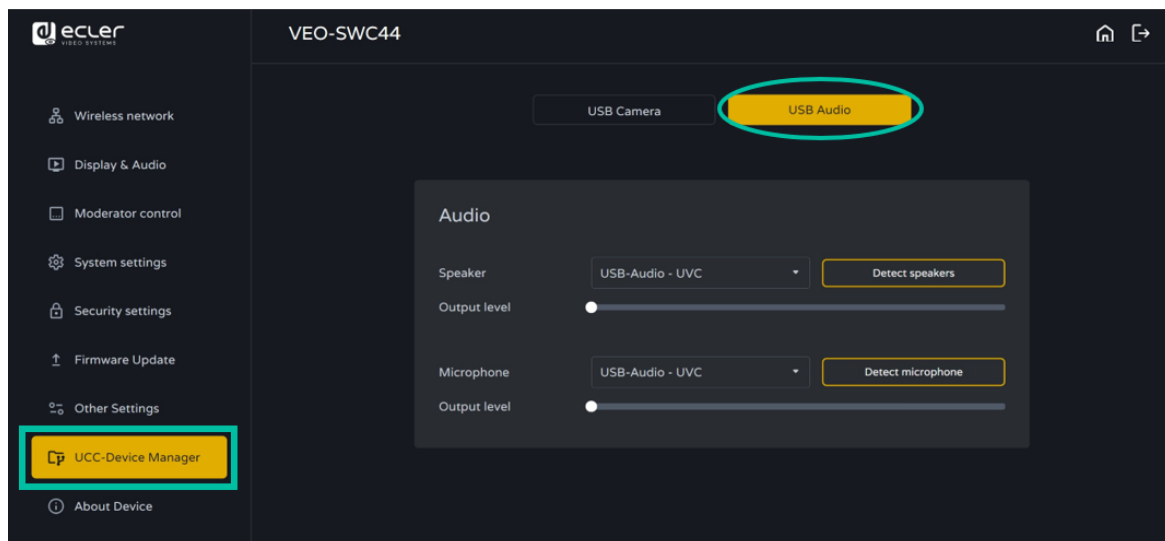 ecler
VIDEO SYSTEMS
VEO-SWC44
Wireless network
Display & Audio
Moderator control
System settings
Security settings
Firmware Update
Other Settings
UCC-Device Manager
About Device
USB Camera
USB Audio
Audio
Speaker
USB-Audio - UVC
Detect speakers
Output level
Microphone
USB-Audio - UVC
Detect microphone
Output level